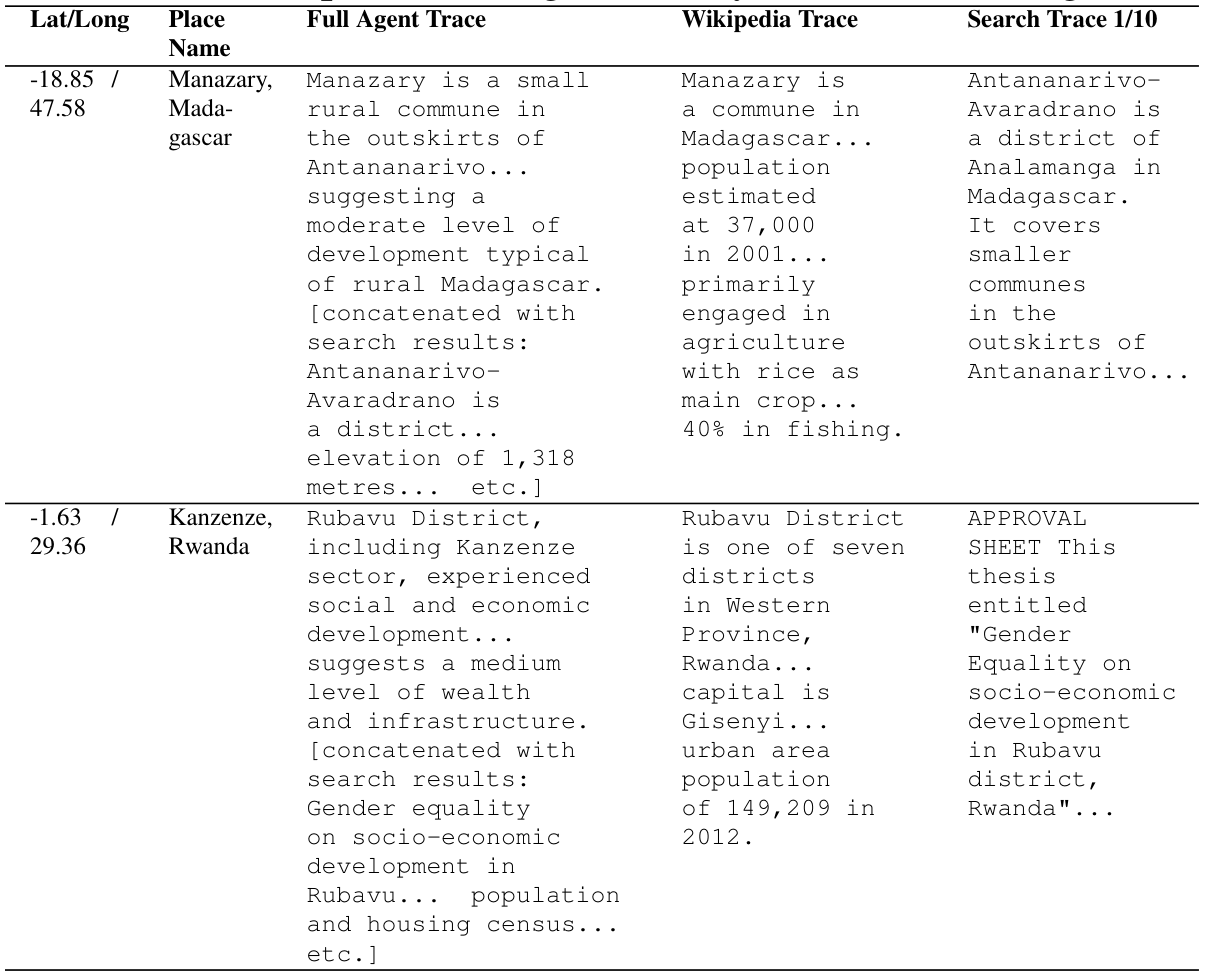 Lat/Long Place Name Full Agent Trace Wikipedia Trace Search Trace 1/10
-18.85 / 47.58
Manazary, Mada-
gascar
Manazary is a small
rural commune in
the outskirts of
Antananarivo...
suggesting a
moderate level of
development typical
of rural Madagascar.
[concatenated with
search results:
Antananarivo-
Avaradrano is
a district...
elevation of 1,318
metres... etc.]
Manazary is
a commune in
Madagascar...
population
estimated
at 37,000
in 2001...
primarily
engaged in
agriculture
with rice as
main crop...
40% in fishing.
Antananarivo-
Avaradrano is
a district of
Analamanga in
Madagascar.
It covers
smaller
communes
in the
outskirts of
Antananarivo...
-1.63 / 29.36
Kanzenze,
Rwanda
Rubavu District,
including Kanzenze
sector, experienced
social and economic
development...
suggests a medium
level of wealth
and infrastructure.
[concatenated with
search results:
Gender equality
on socio-economic
development in
Rubavu... population
and housing census...
etc.]
Rubavu District
is one of seven
districts
in Western
Province,
Rwanda...
capital is
Gisenyi...
urban area
population
of 149,209 in
2012.
APPROVAL
SHEET This
thesis
entitled
"Gender
Equality on
socio-economic
development
in Rubavu
district,
Rwanda"...